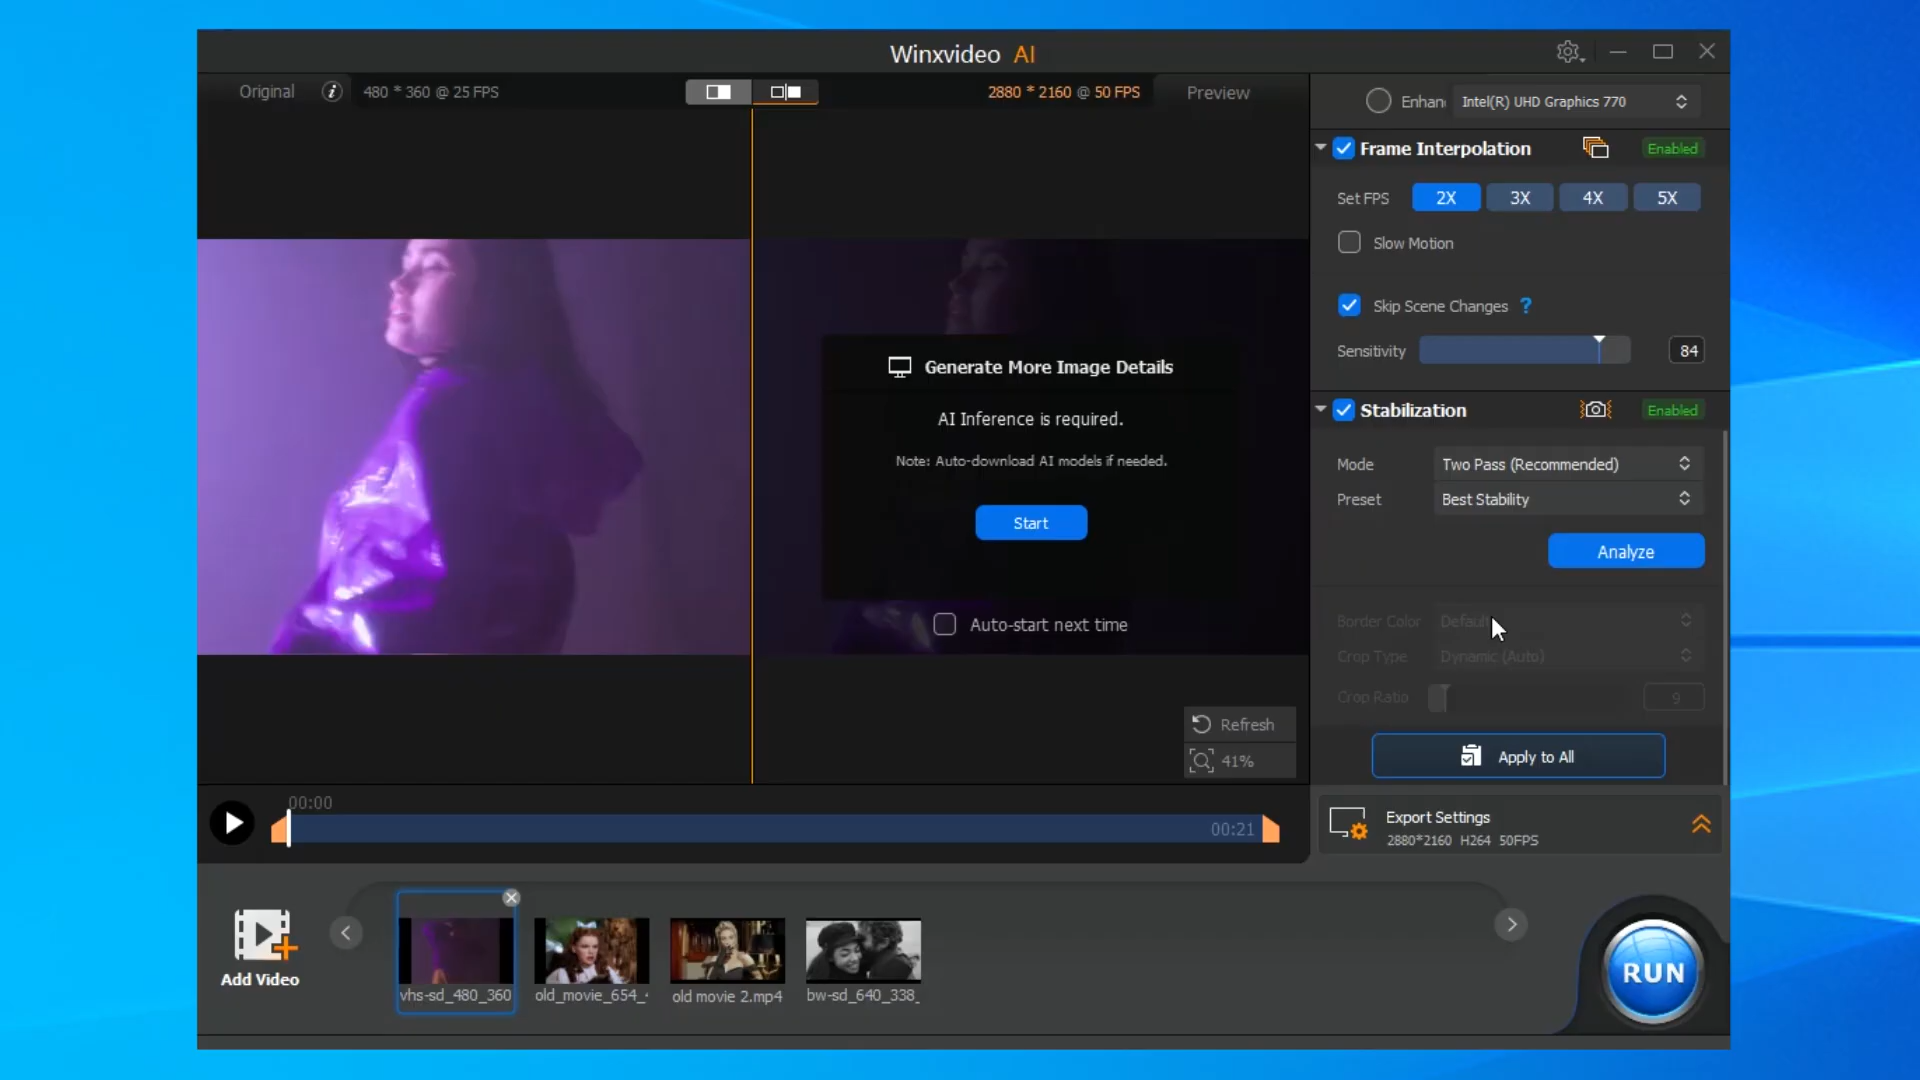 Winxvideo AI
Original
480 * 360 @ 25 FPS
2880 * 2160 @ 50 FPS
Preview
Enhan
Intel(R) UHD Graphics 770
Frame Interpolation
Enabled
Set FPS
2X
3X
4X
5X
Slow Motion
Skip Scene Changes ?
Sensitivity
84
Generate More Image Details
AI Inference is required.
Note: Auto-download AI models if needed.
Start
Auto-start next time
Stabilization
Enabled
Mode
Two Pass (Recommended)
Preset
Best Stability
Analyze
Border Color
Default
Crop Type
Dynamic (Auto)
Crop Ratio
9
Refresh
41%
Apply to All
00:00
00:21
Export Settings
2880*2160 H264 50FPS
Add Video
vhs-sd_480_360
old_movie_654_
old movie 2.mp4
bw-sd_640_338_
RUN